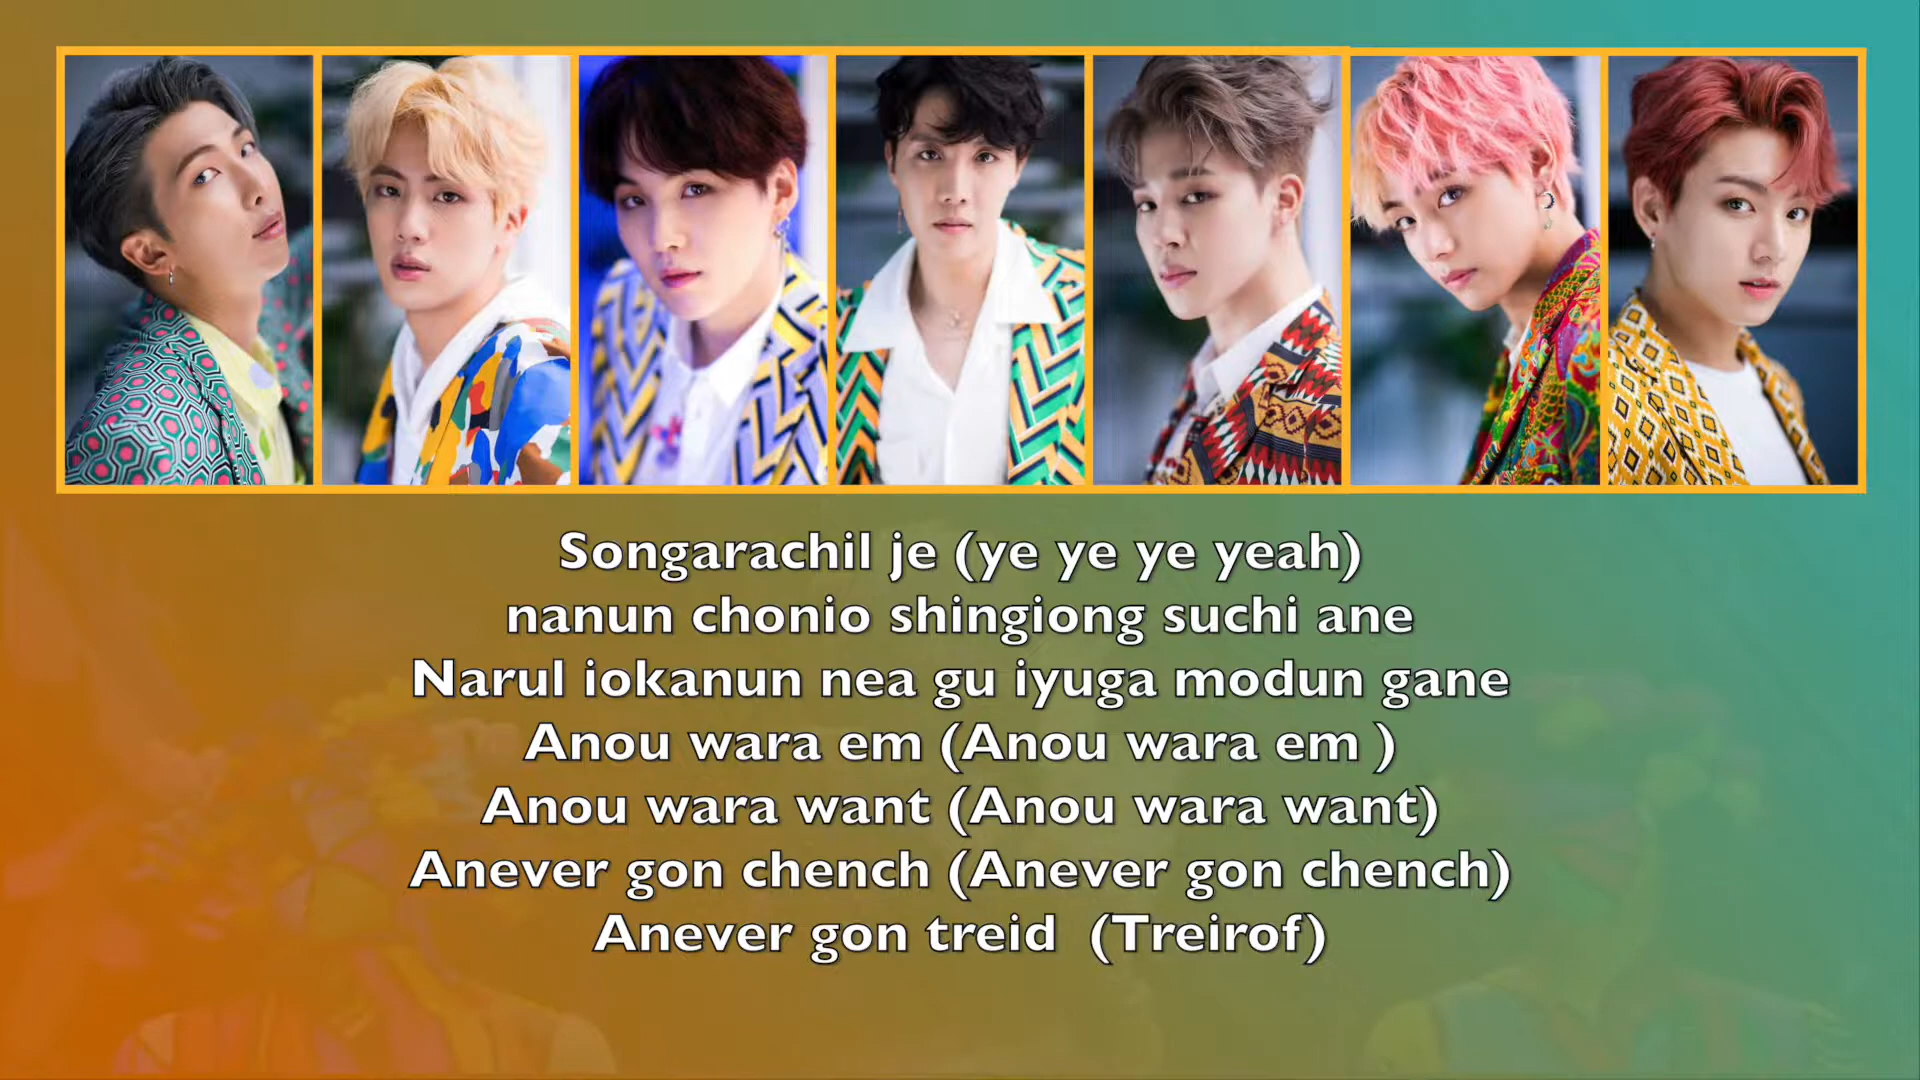 Songarachil je (ye ye ye yeah)
nanun chonio shingiong suchi ane
Narul iokanun nea gu iyuga modun gane
Anou wara em (Anou wara em )
Anou wara want (Anou wara want)
Anever gon chench (Anever gon chench)
Anever gon treid  (Treirof)